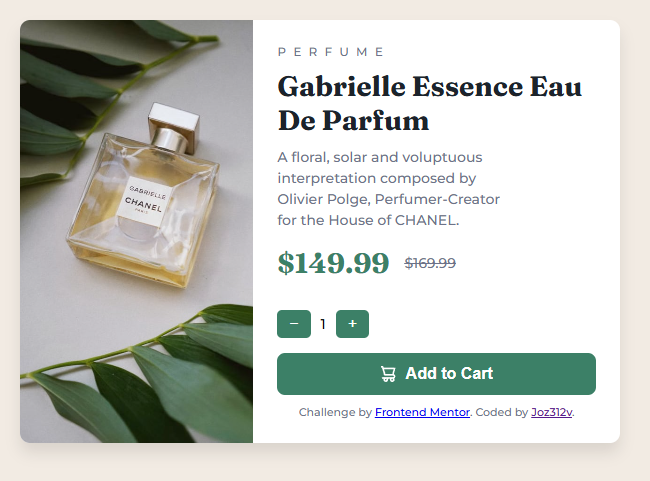 GABRIELLE
CHANEL
PARIS
PERFUME
Gabrielle Essence Eau
De Parfum
A floral, solar and voluptuous
interpretation composed by
Olivier Polge, Perfumer-Creator
for the House of CHANEL.
$149.99 $169.99
− 1 +
Add to Cart
Challenge by Frontend Mentor. Coded by Joz312v.